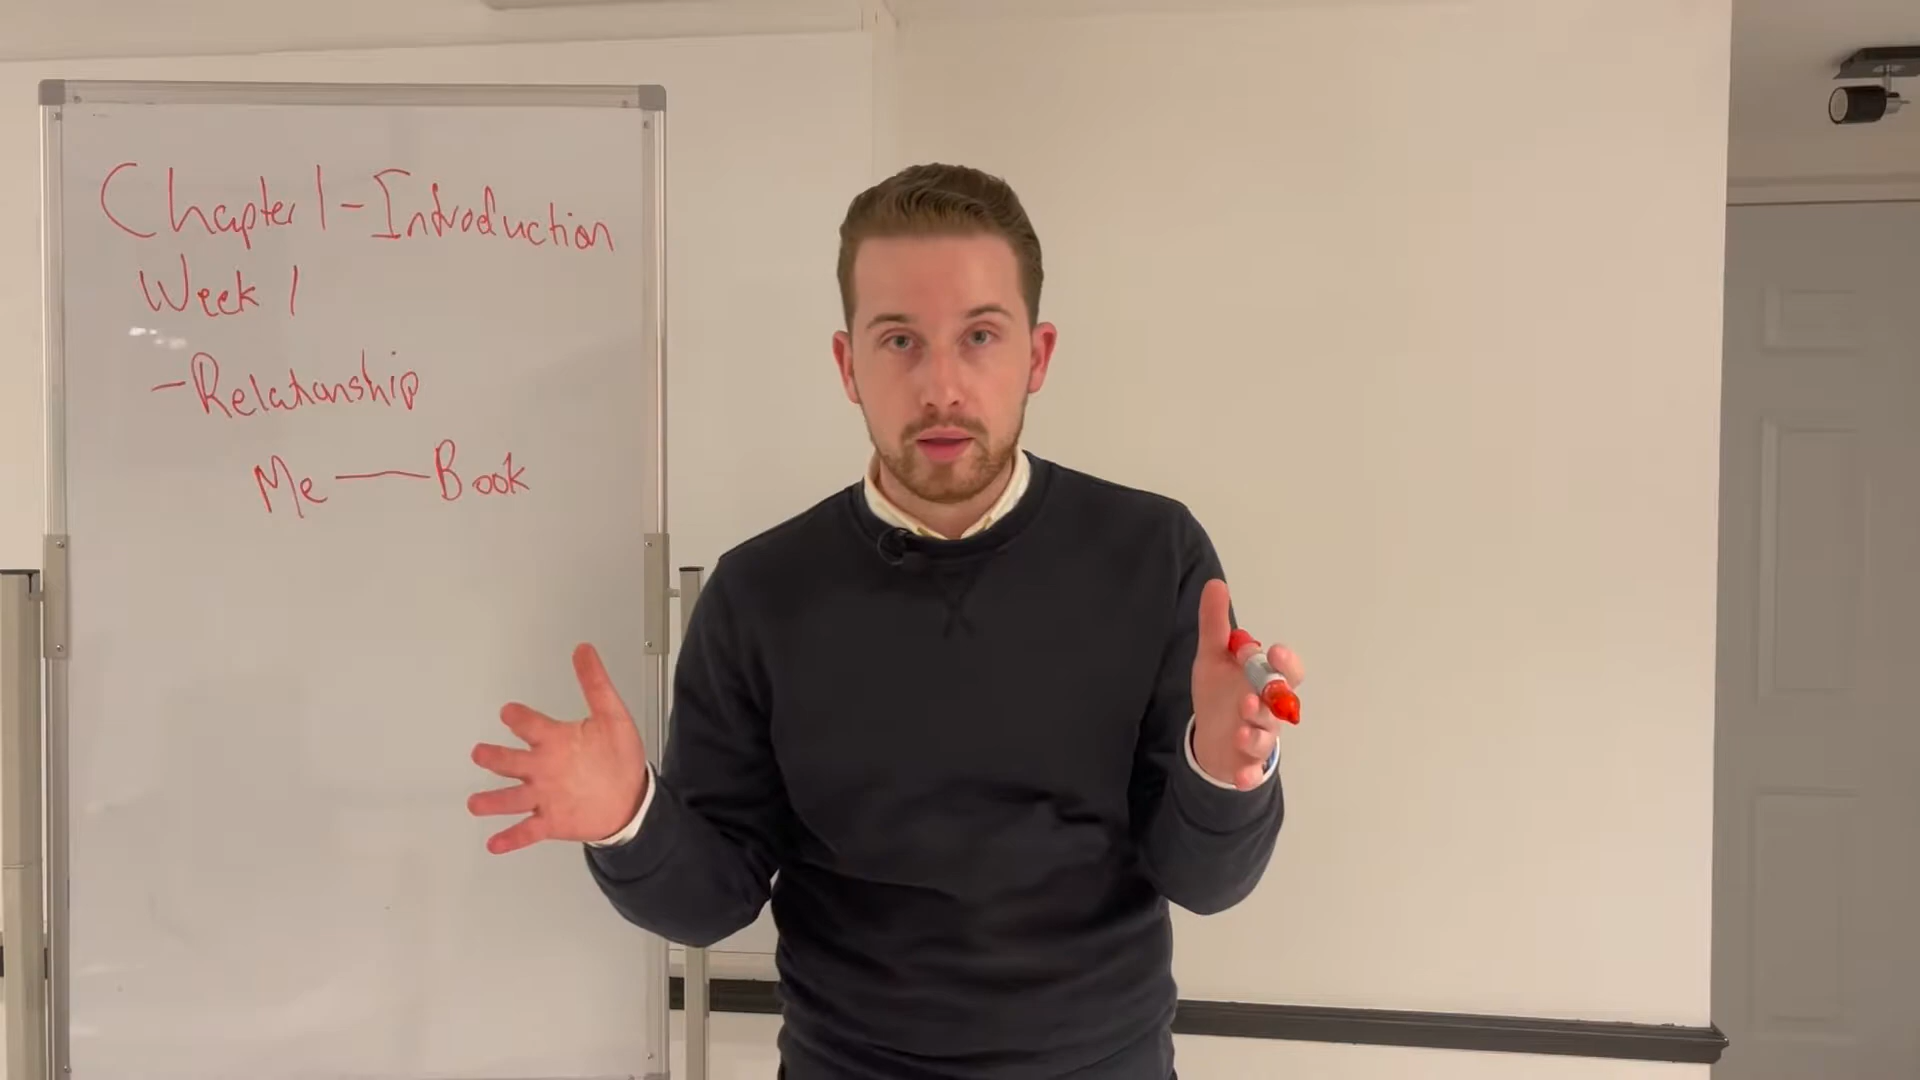 Chapter 1 - Introduction
Week 1
- Relationship
Me — Book